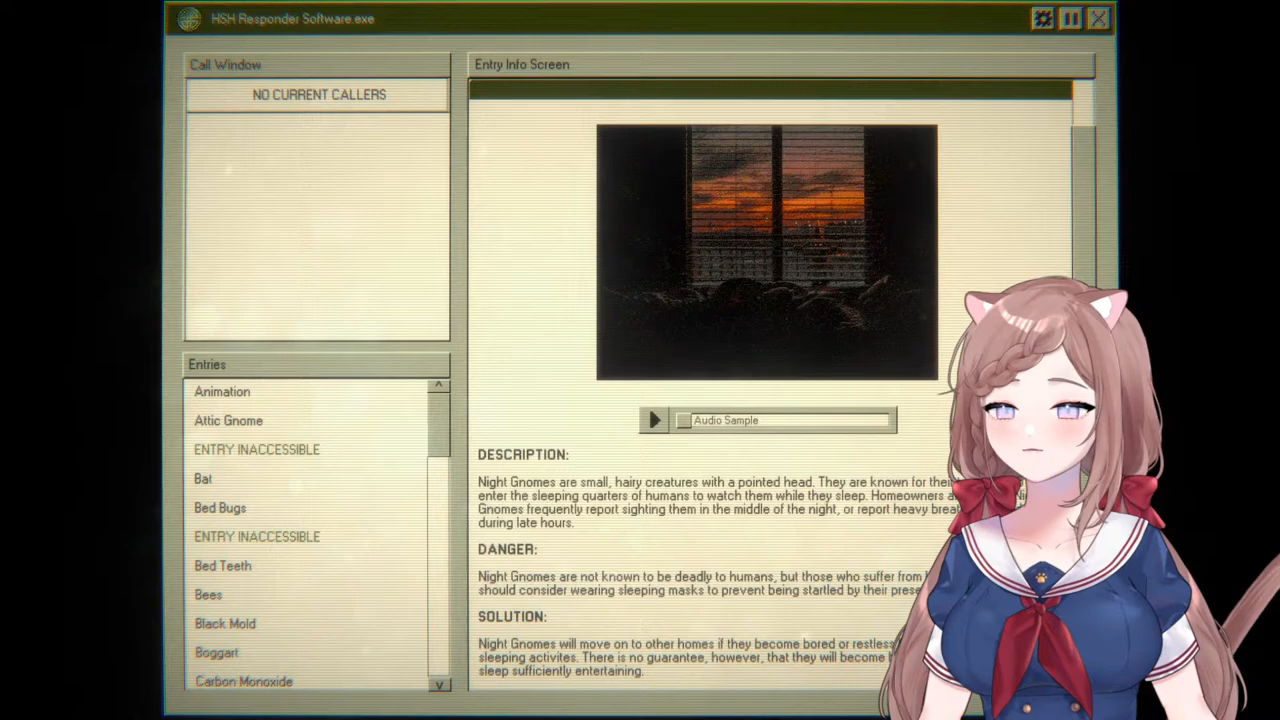 HSH Responder Software.exe
Call Window
NO CURRENT CALLERS
Entries
Animation
Attic Gnome
ENTRY INACCESSIBLE
Bat
Bed Bugs
ENTRY INACCESSIBLE
Bed Teeth
Bees
Black Mold
Boggart
Carbon Monoxide
Entry Info Screen
Audio Sample
DESCRIPTION:
Night Gnomes are small, hairy creatures with a pointed head. They are known for their
enter the sleeping quarters of humans to watch them while they sleep. Homeowners
Gnomes frequently report sighting them in the middle of the night, or report heavy
during late hours.
DANGER:
Night Gnomes are not known to be deadly to humans, but those who suffer from
should consider wearing sleeping masks to prevent being startled by their
SOLUTION:
Night Gnomes will move on to other homes if they become bored or restless
sleeping activites. There is no guarantee, however, that they will become
sleep sufficiently entertaining.